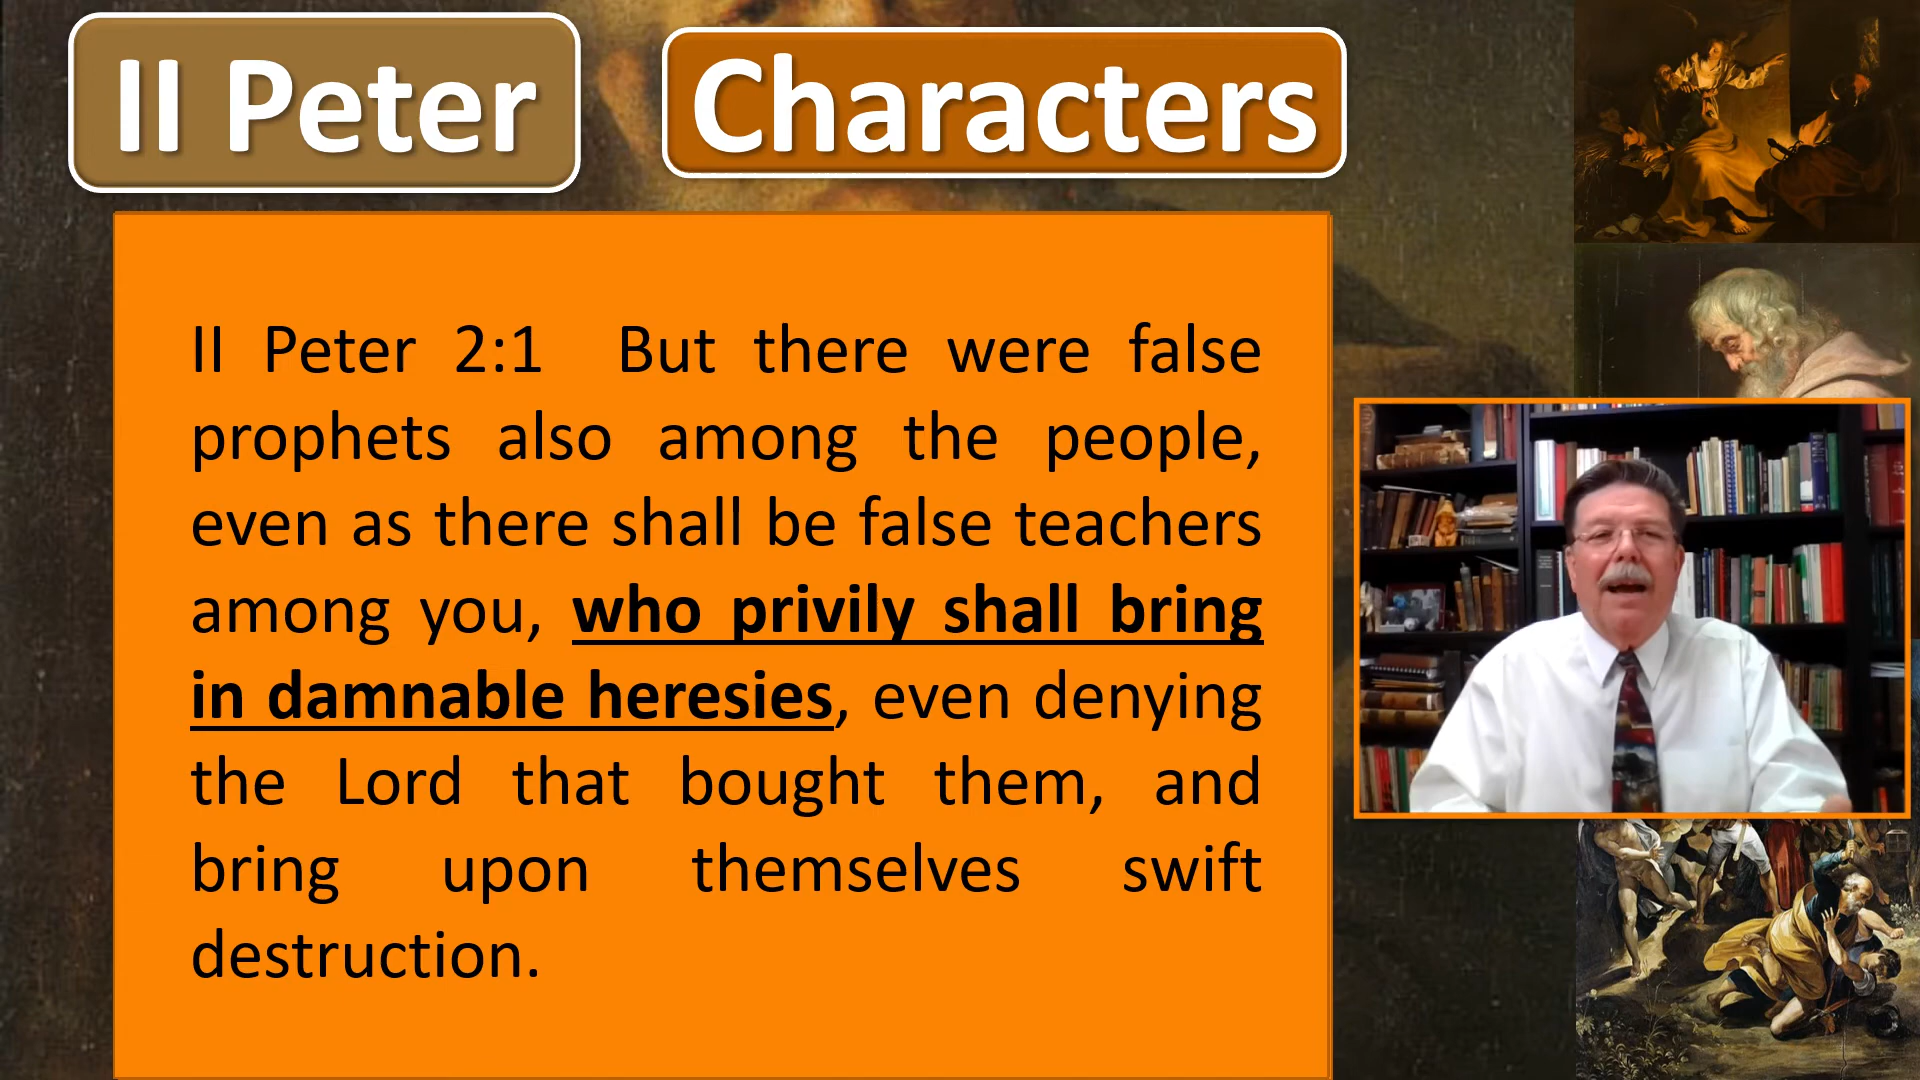 II Peter
Characters
II Peter 2:1 But there were false
prophets also among the people,
even as there shall be false teachers
among you, who privily shall bring
in damnable heresies, even denying
the Lord that bought them, and
bring upon themselves swift
destruction.